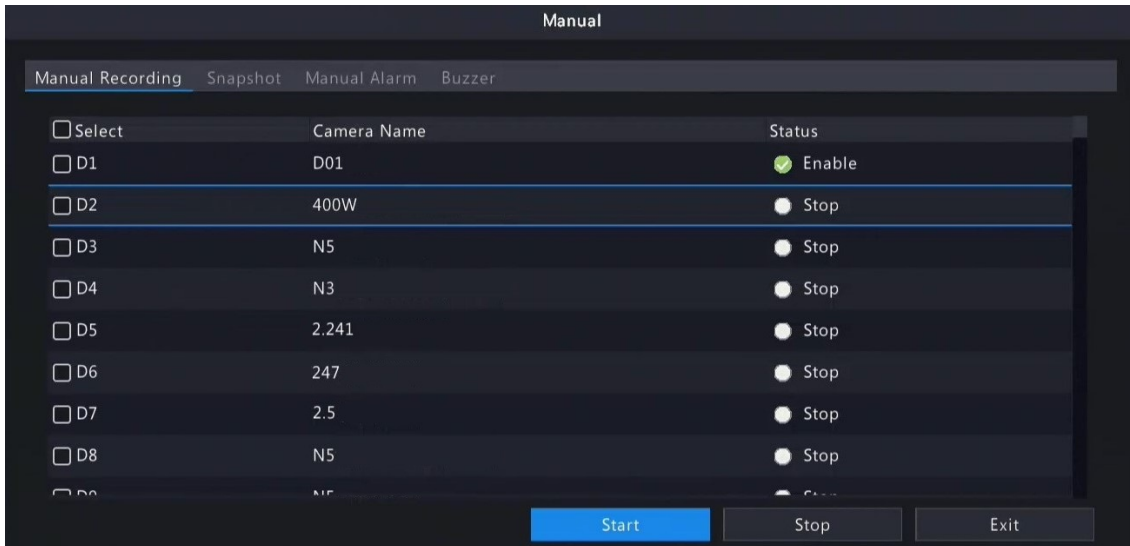 Manual
Manual Recording Snapshot Manual Alarm Buzzer
Select Camera Name Status
D1 D01 Enable
D2 400W Stop
D3 N5 Stop
D4 N3 Stop
D5 2.241 Stop
D6 247 Stop
D7 2.5 Stop
D8 N5 Stop
Start Stop Exit